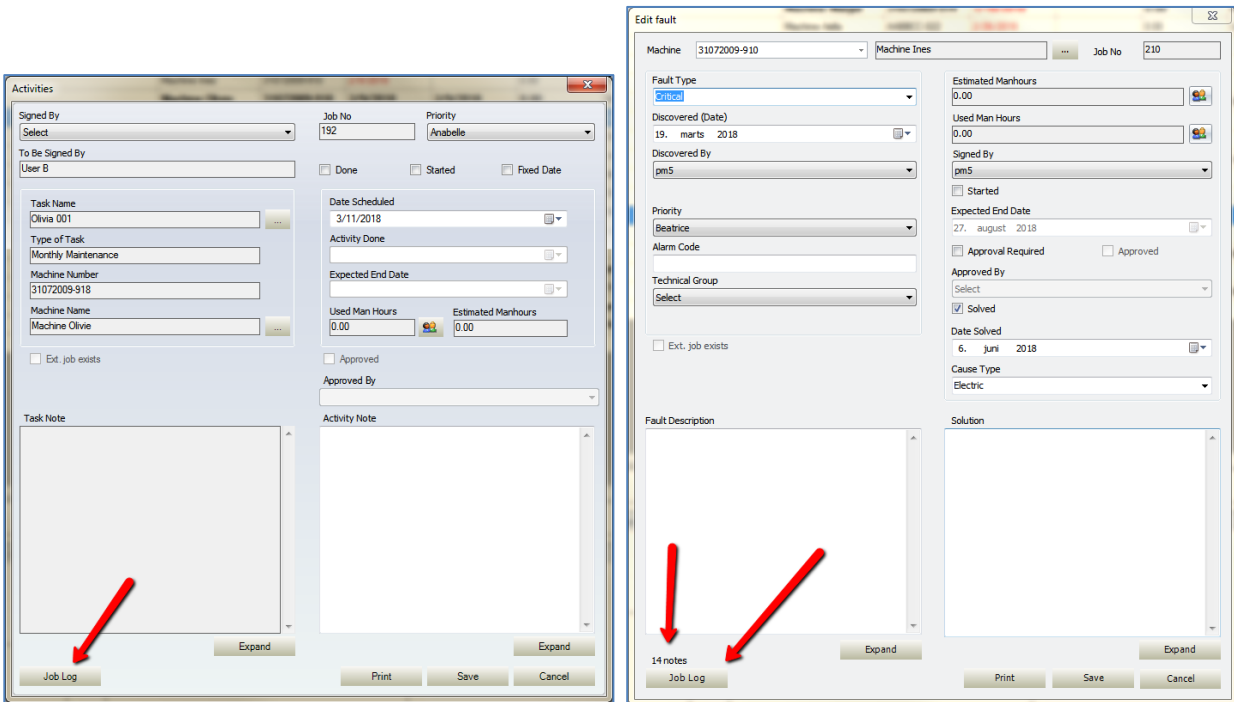 Activities
Signed By
Select
Job No
192
Priority
Anabelle
To Be Signed By
User B
Done
Started
Fixed Date
Task Name
Olivia 001
...
Type of Task
Monthly Maintenance
Machine Number
31072009-918
Machine Name
Machine Olivie
...
Date Scheduled
3/11/2018
Activity Done
Expected End Date
Used Man Hours
0.00
Estimated Manhours
0.00
Ext. job exists
Approved
Approved By
Task Note
Activity Note
Expand
Expand
Job Log
Print
Save
Cancel
Edit fault
Machine
31072009-910
Machine Ines
...
Job No
210
Fault Type
Critical
Discovered (Date)
19. marts 2018
Discovered By
pm5
Priority
Beatrice
Alarm Code
Technical Group
Select
Ext. job exists
Estimated Manhours
0.00
Used Man Hours
0.00
Signed By
pm5
Started
Expected End Date
27. august 2018
Approval Required
Approved
Approved By
Select
Solved
Date Solved
6. juni 2018
Cause Type
Electric
Fault Description
Solution
Expand
Expand
14 notes
Job Log
Print
Save
Cancel